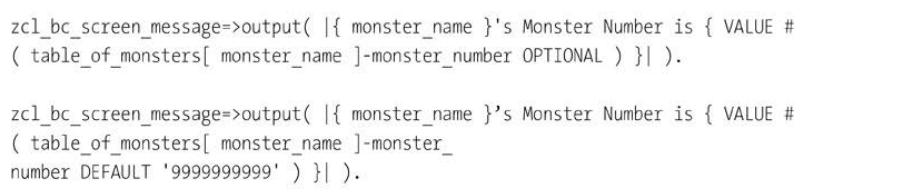 zcl_bc_screen_message=>output( |{ monster_name }'s Monster Number is { VALUE #
( table_of_monsters[ monster_name ]-monster_number OPTIONAL ) }| ).
zcl_bc_screen_message=>output( |{ monster_name }’s Monster Number is { VALUE #
( table_of_monsters[ monster_name ]-monster_
number DEFAULT '9999999999' ) }| ).